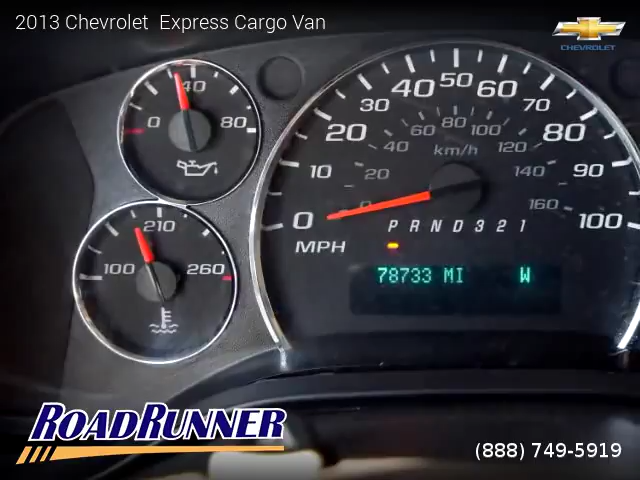 2013 Chevrolet Express Cargo Van
CHEVROLET
0 40 80
100 210 260
0 10 20 30 40 50 60 70 80 90 100
0 20 40 60 80 100 120 140 160
km/h
MPH
P R N D 3 2 1
78733 MI W
ROADRUNNER
(888) 749-5919